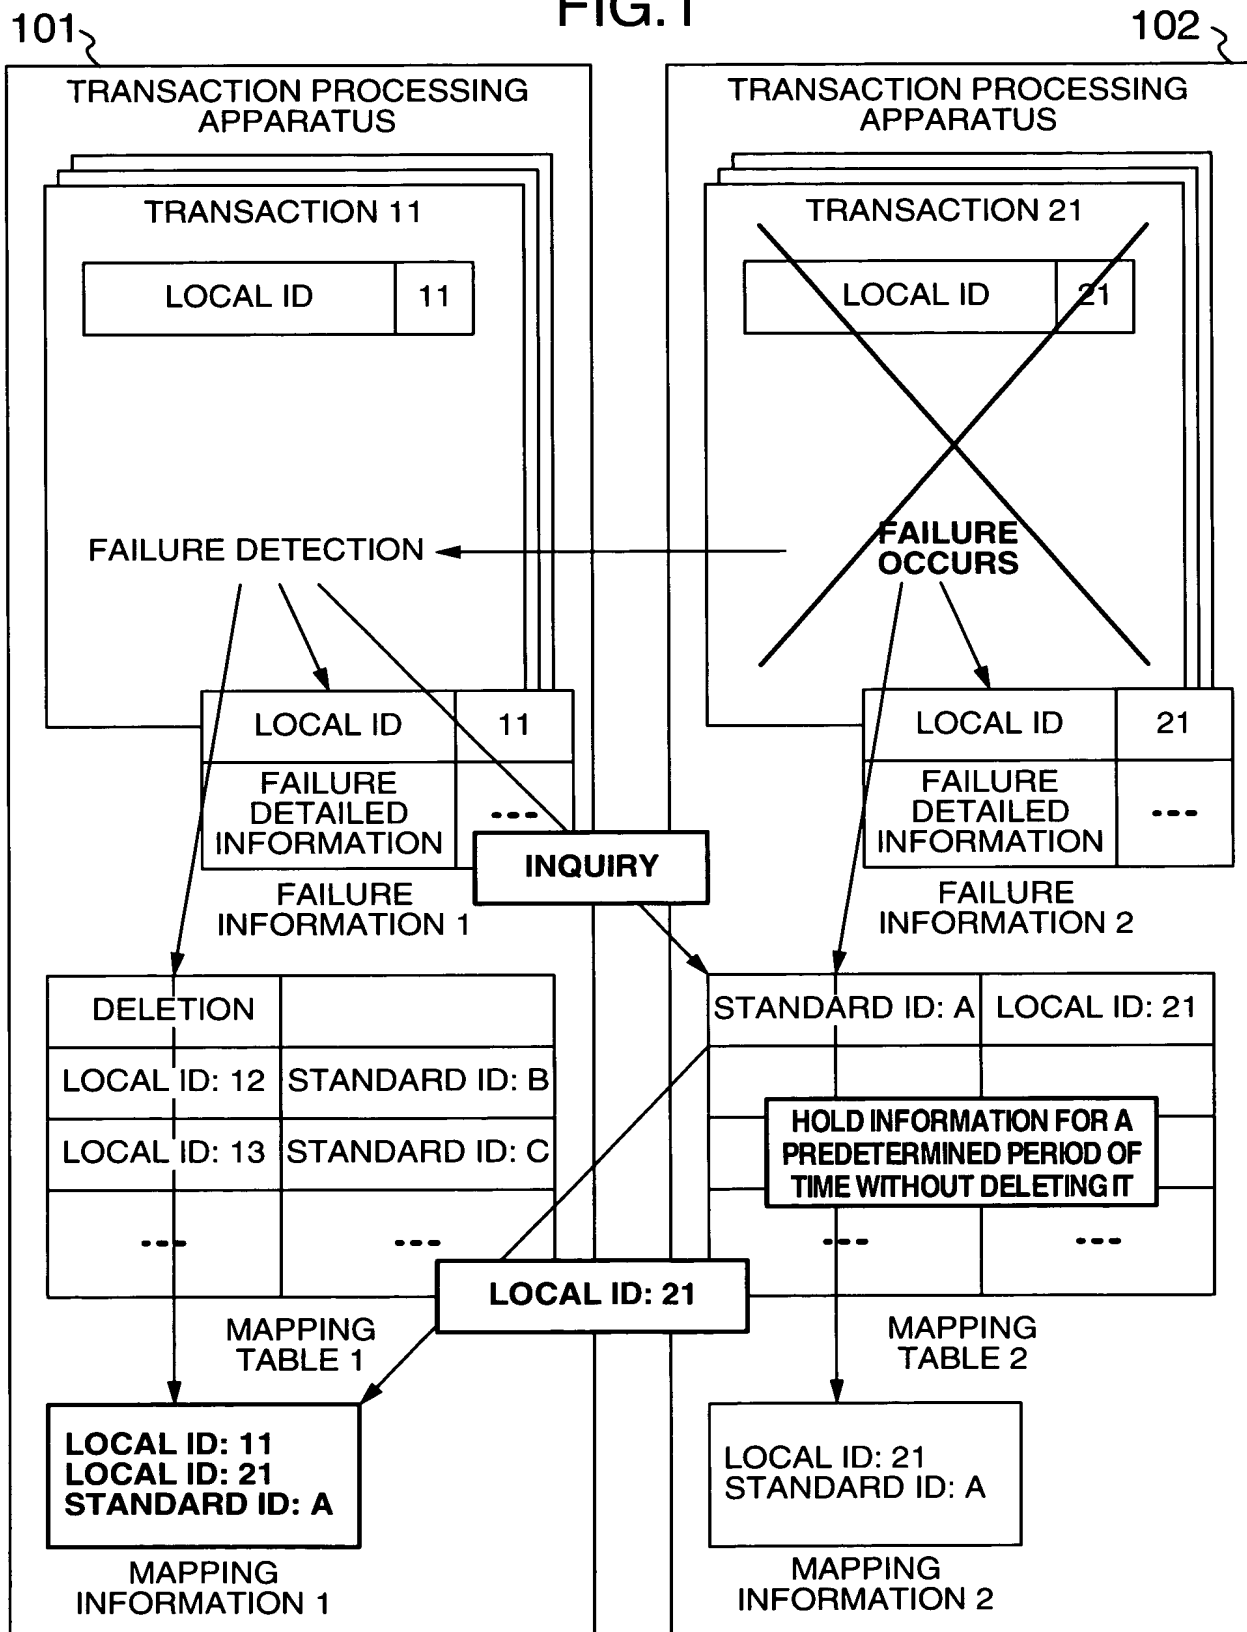 FIG.1
101
102
TRANSACTION PROCESSING
APPARATUS
TRANSACTION 11
LOCAL ID
11
FAILURE DETECTION
LOCAL ID
11
FAILURE
DETAILED
INFORMATION
---
FAILURE
INFORMATION 1
INQUIRY
DELETION
LOCAL ID: 12
STANDARD ID: B
LOCAL ID: 13
STANDARD ID: C
---
---
MAPPING
TABLE 1
LOCAL ID: 21
LOCAL ID: 11
LOCAL ID: 21
STANDARD ID: A
MAPPING
INFORMATION 1
TRANSACTION PROCESSING
APPARATUS
TRANSACTION 21
LOCAL ID
21
FAILURE
OCCURS
LOCAL ID
21
FAILURE
DETAILED
INFORMATION
---
FAILURE
INFORMATION 2
STANDARD ID: A
LOCAL ID: 21
HOLD INFORMATION FOR A
PREDETERMINED PERIOD OF
TIME WITHOUT DELETING IT
---
---
MAPPING
TABLE 2
LOCAL ID: 21
STANDARD ID: A
MAPPING
INFORMATION 2